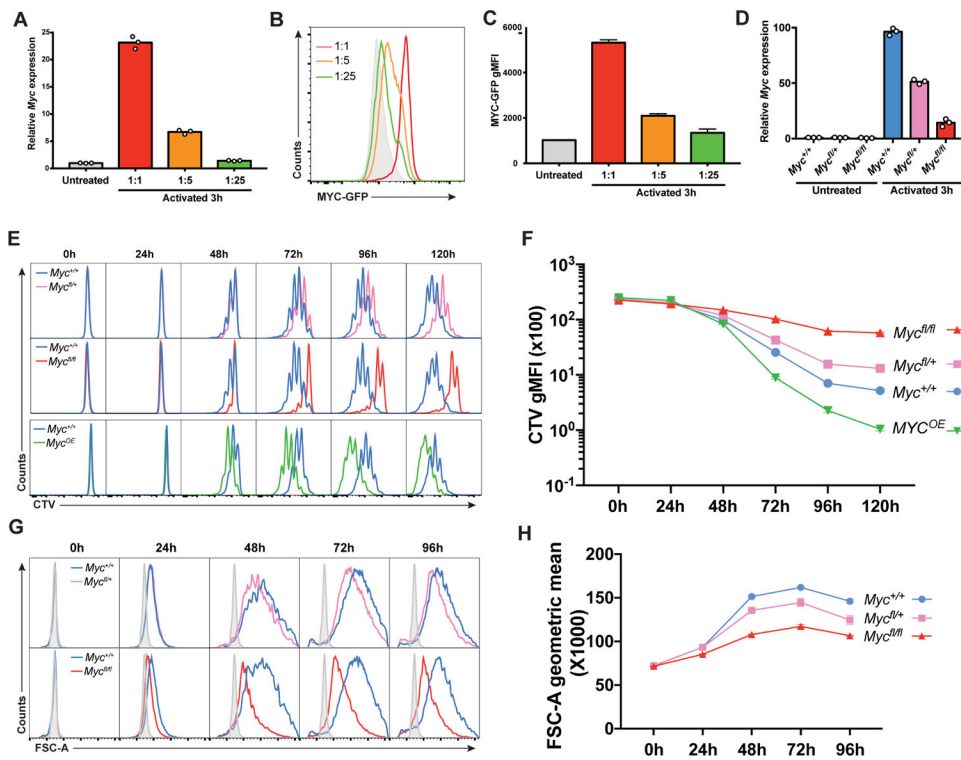 A
Relative Myc expression
25
20
15
10
5
0
Untreated
1:1
1:5
1:25
Activated 3h
B
1:1
1:5
1:25
Counts
MYC-GFP
C
MYC-GFP gMFI
6000
4000
2000
0
Untreated
1:1
1:5
1:25
Activated 3h
D
Relative Myc expression
100
50
0
Myc+/+
Mycfl/+
Mycfl/fl
Myc+/+
Mycfl/+
Mycfl/fl
Untreated
Activated 3h
E
0h 24h 48h 72h 96h 120h
Myc+/+
Mycfl/+
Myc+/+
Mycfl/fl
Myc+/+
MycOE
Counts
CTV
F
CTV gMFI (x100)
10³
10²
10¹
10⁰
10⁻¹
0h 24h 48h 72h 96h 120h
Mycfl/fl
Mycfl/+
Myc+/+
MYCOE
G
0h 24h 48h 72h 96h
Myc+/+
Mycfl/+
Myc+/+
Mycfl/fl
Counts
FSC-A
H
FSC-A geometric mean
(X1000)
200
150
100
50
0
0h 24h 48h 72h 96h
Myc+/+
Mycfl/+
Mycfl/fl